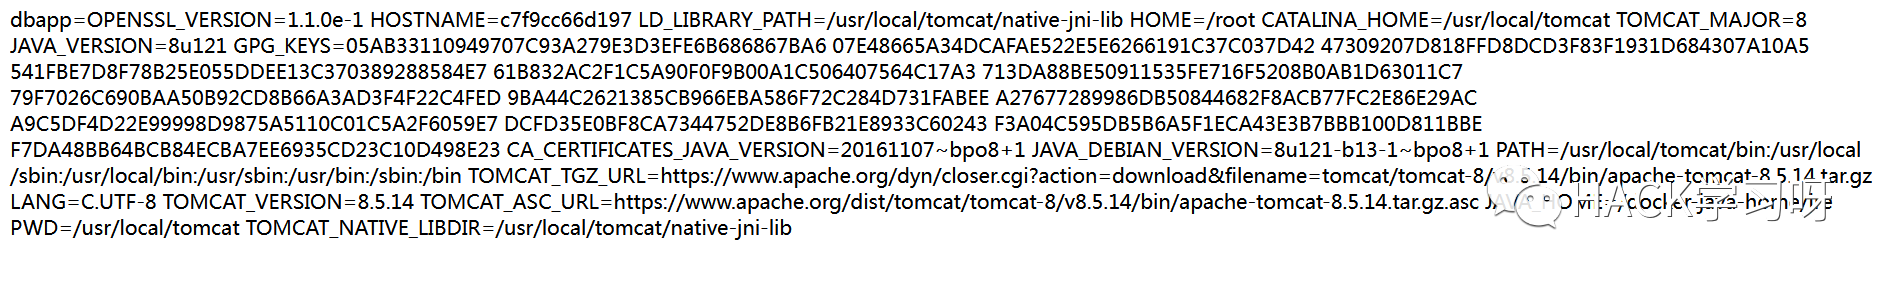 dbapp=OPENSSL_VERSION=1.1.0e-1 HOSTNAME=c7f9cc66d197 LD_LIBRARY_PATH=/usr/local/tomcat/native-jni-lib HOME=/root CATALINA_HOME=/usr/local/tomcat TOMCAT_MAJOR=8
JAVA_VERSION=8u121 GPG_KEYS=05AB33110949707C93A279E3D3EFE6B686867BA6 07E48665A34DCAFAE522E5E6266191C37C037D42 47309207D818FFD8DCD3F83F1931D684307A10A5
541FBE7D8F78B25E055DDEE13C370389288584E7 61B832AC2F1C5A90F0F9B00A1C506407564C17A3 713DA88BE50911535FE716F5208B0AB1D63011C7
79F7026C690BAA50B92CD8B66A3AD3F4F22C4FED 9BA44C2621385CB966EBA586F72C284D731FABEE A27677289986DB50844682F8ACB77FC2E86E29AC
A9C5DF4D22E99998D9875A5110C01C5A2F6059E7 DCFD35E0BF8CA7344752DE8B6FB21E8933C60243 F3A04C595DB5B6A5F1ECA43E3B7BBB100D811BBE
F7DA48BB64BCB84ECBA7EE6935CD23C10D498E23 CA_CERTIFICATES_JAVA_VERSION=20161107~bpo8+1 JAVA_DEBIAN_VERSION=8u121-b13-1~bpo8+1 PATH=/usr/local/tomcat/bin:/usr/local
/sbin:/usr/local/bin:/usr/sbin:/usr/bin:/sbin:/bin TOMCAT_TGZ_URL=https://www.apache.org/dyn/closer.cgi?action=download&filename=tomcat/tomcat-8/v8.5.14/bin/apache-tomcat-8.5.14.tar.gz
LANG=C.UTF-8 TOMCAT_VERSION=8.5.14 TOMCAT_ASC_URL=https://www.apache.org/dist/tomcat/tomcat-8/v8.5.14/bin/apache-tomcat-8.5.14.tar.gz.asc JAVA_HOME=/docker-java-home/jre
PWD=/usr/local/tomcat TOMCAT_NATIVE_LIBDIR=/usr/local/tomcat/native-jni-lib
HACK学习呀